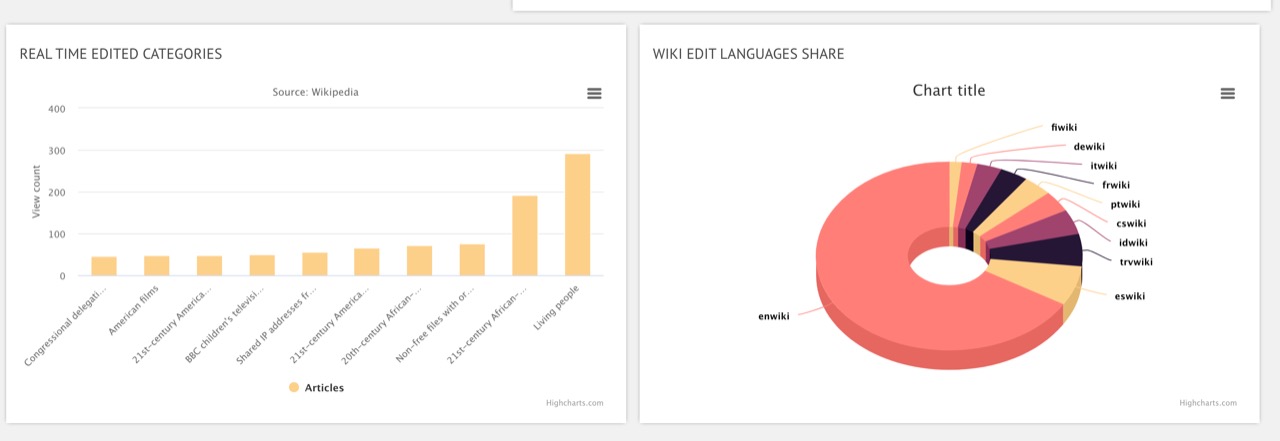 REAL TIME EDITED CATEGORIES
Source: Wikipedia
View count
400
300
200
100
0
Congressional delegati...
American films
21st-century America...
BBC children's televisi...
Shared IP addresses fr...
21st-century America...
20th-century African-...
Non-free files with or...
21st-century African-...
Living people
Articles
Highcharts.com
WIKI EDIT LANGUAGES SHARE
Chart title
fiwiki
dewiki
itwiki
frwiki
ptwiki
cswiki
idwiki
trvwiki
eswiki
enwiki
Highcharts.com